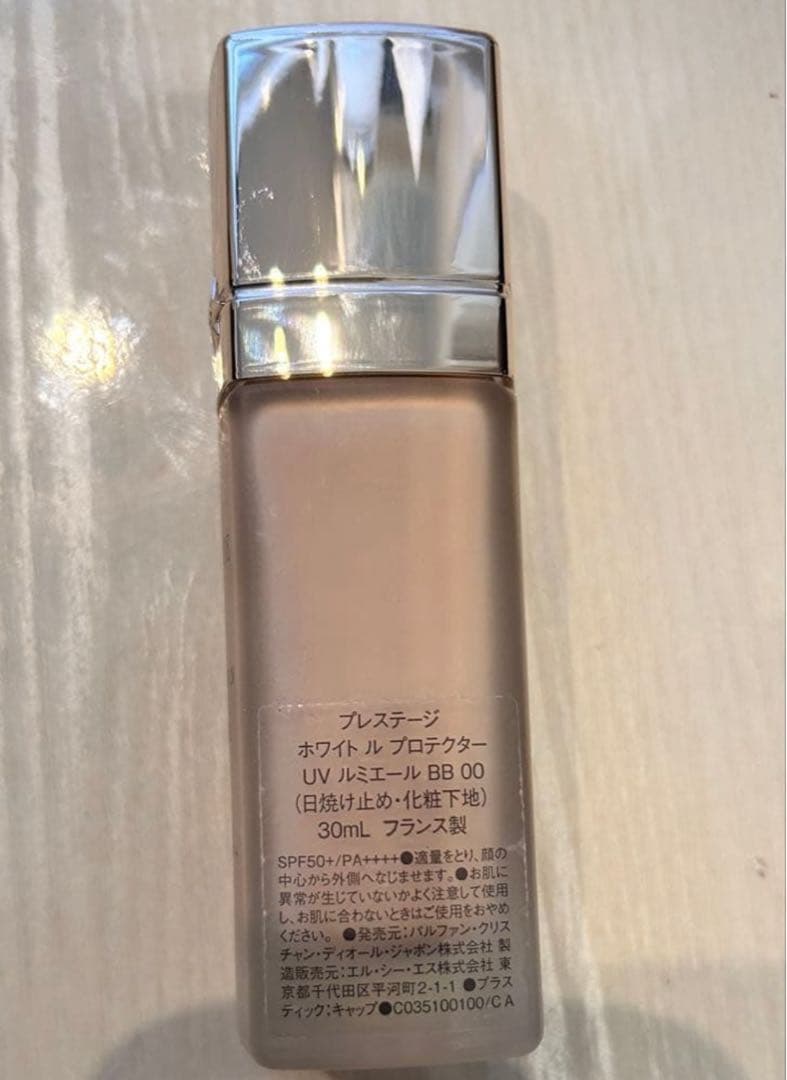 プレステージ
ホワイト ル プロテクター
UV ルミエール BB 00
(日焼け止め・化粧下地)
30mL フランス製
SPF50+/PA++++●適量をとり、顔の
中心から外側へなじませます。●お肌に
異常が生じていないかよく注意して使用
し、お肌に合わないときはご使用をおやめ
ください。 ●発売元:パルファン・クリス
チャン・ディオール・ジャポン株式会社 製
造販売元:エル・シー・エス株式会社 東
京都千代田区平河町2-1-1 ●プラス
ティック:キャップ●C035100100/C A